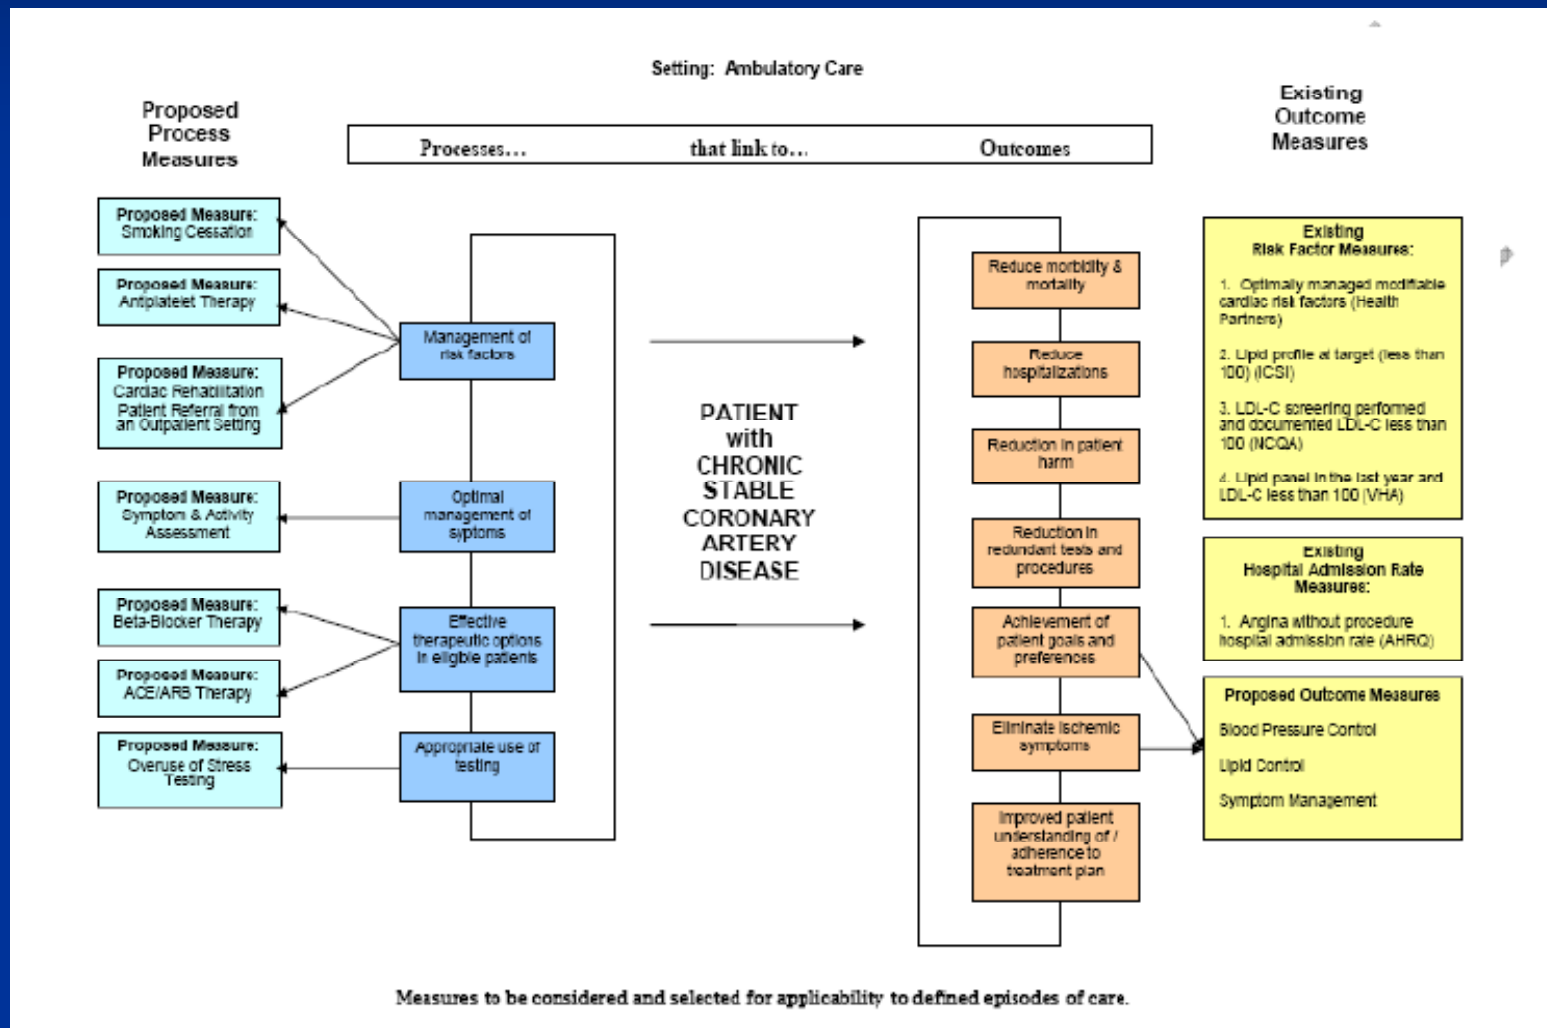 Setting: Ambulatory Care
Proposed
Process
Measures
Processes... that link to... Outcomes
Existing
Outcome
Measures
Proposed Measure:
Smoking Cessation
Proposed Measure:
Antiplatelet Therapy
Proposed Measure:
Cardiac Rehabilitation
Patient Referral from
an Outpatient Setting
Proposed Measure:
Symptom & Activity
Assessment
Proposed Measure:
Beta-Blocker Therapy
Proposed Measure:
ACE/ARB Therapy
Proposed Measure:
Overuse of Stress
Testing
Management of
risk factors
Optimal
management of
syptoms
Effective
therapeutic options
in eligible patients
Appropriate use of
testing
PATIENT
with
CHRONIC
STABLE
CORONARY
ARTERY
DISEASE
Reduce morbidity &
mortality
Reduce
hospitalizations
Reduction in patient
harm
Reduction in
redundant tests and
procedures
Achievement of
patient goals and
preferences
Eliminate ischemic
symptoms
Improved patient
understanding of /
adherence to
treatment plan
Existing
Risk Factor Measures:
1. Optimally managed modifiable
cardiac risk factors (Health
Partners)
2. Lipid profile at target (less than
100) (ICSI)
3. LDL-C screening performed
and documented LDL-C less than
100 (NCQA)
4. Lipid panel in the last year and
LDL-C less than 100 (VHA)
Existing
Hospital Admission Rate
Measures:
1. Angina without procedure
hospital admission rate (AHRQ)
Proposed Outcome Measures
Blood Pressure Control
Lipid Control
Symptom Management
Measures to be considered and selected for applicability to defined episodes of care.